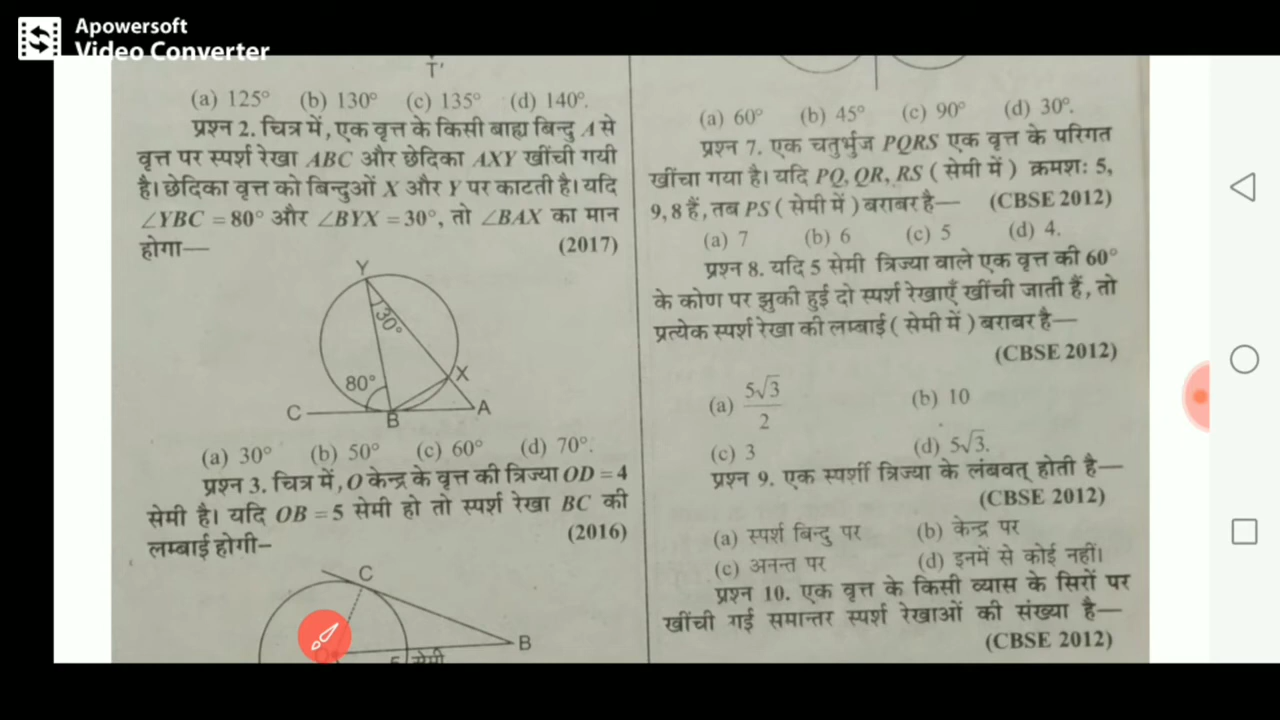 Apowersoft
Video Converter
T'
(a) 125° (b) 130° (c) 135° (d) 140°.
प्रश्न 2. चित्र में, एक वृत्त के किसी बाह्य बिन्दु A से
वृत्त पर स्पर्श रेखा ABC और छेदिका AXY खींची गयी
है। छेदिका वृत्त को बिन्दुओं X और Y पर काटती है। यदि
∠YBC = 80° और ∠BYX = 30°, तो ∠BAX का मान
होगा— (2017)
Y
30°
80°
X
C
B
A
(a) 30° (b) 50° (c) 60° (d) 70°.
प्रश्न 3. चित्र में, O केन्द्र के वृत्त की त्रिज्या OD = 4
सेमी है। यदि OB = 5 सेमी हो तो स्पर्श रेखा BC की
लम्बाई होगी– (2016)
C
B
5 सेमी
(a) 60° (b) 45° (c) 90° (d) 30°.
प्रश्न 7. एक चतुर्भुज PQRS एक वृत्त के परिगत
खींचा गया है। यदि PQ, QR, RS ( सेमी में ) क्रमशः 5,
9, 8 हैं, तब PS ( सेमी में ) बराबर है— (CBSE 2012)
(a) 7 (b) 6 (c) 5 (d) 4.
प्रश्न 8. यदि 5 सेमी त्रिज्या वाले एक वृत्त की 60°
के कोण पर झुकी हुई दो स्पर्श रेखाएँ खींची जाती हैं, तो
प्रत्येक स्पर्श रेखा की लम्बाई ( सेमी में ) बराबर है—
(CBSE 2012)
(a) 5√3/2 (b) 10
(c) 3 (d) 5√3.
प्रश्न 9. एक स्पर्शी त्रिज्या के लंबवत् होती है—
(CBSE 2012)
(a) स्पर्श बिन्दु पर (b) केन्द्र पर
(c) अनन्त पर (d) इनमें से कोई नहीं।
प्रश्न 10. एक वृत्त के किसी व्यास के सिरों पर
खींची गई समान्तर स्पर्श रेखाओं की संख्या है—
(CBSE 2012)